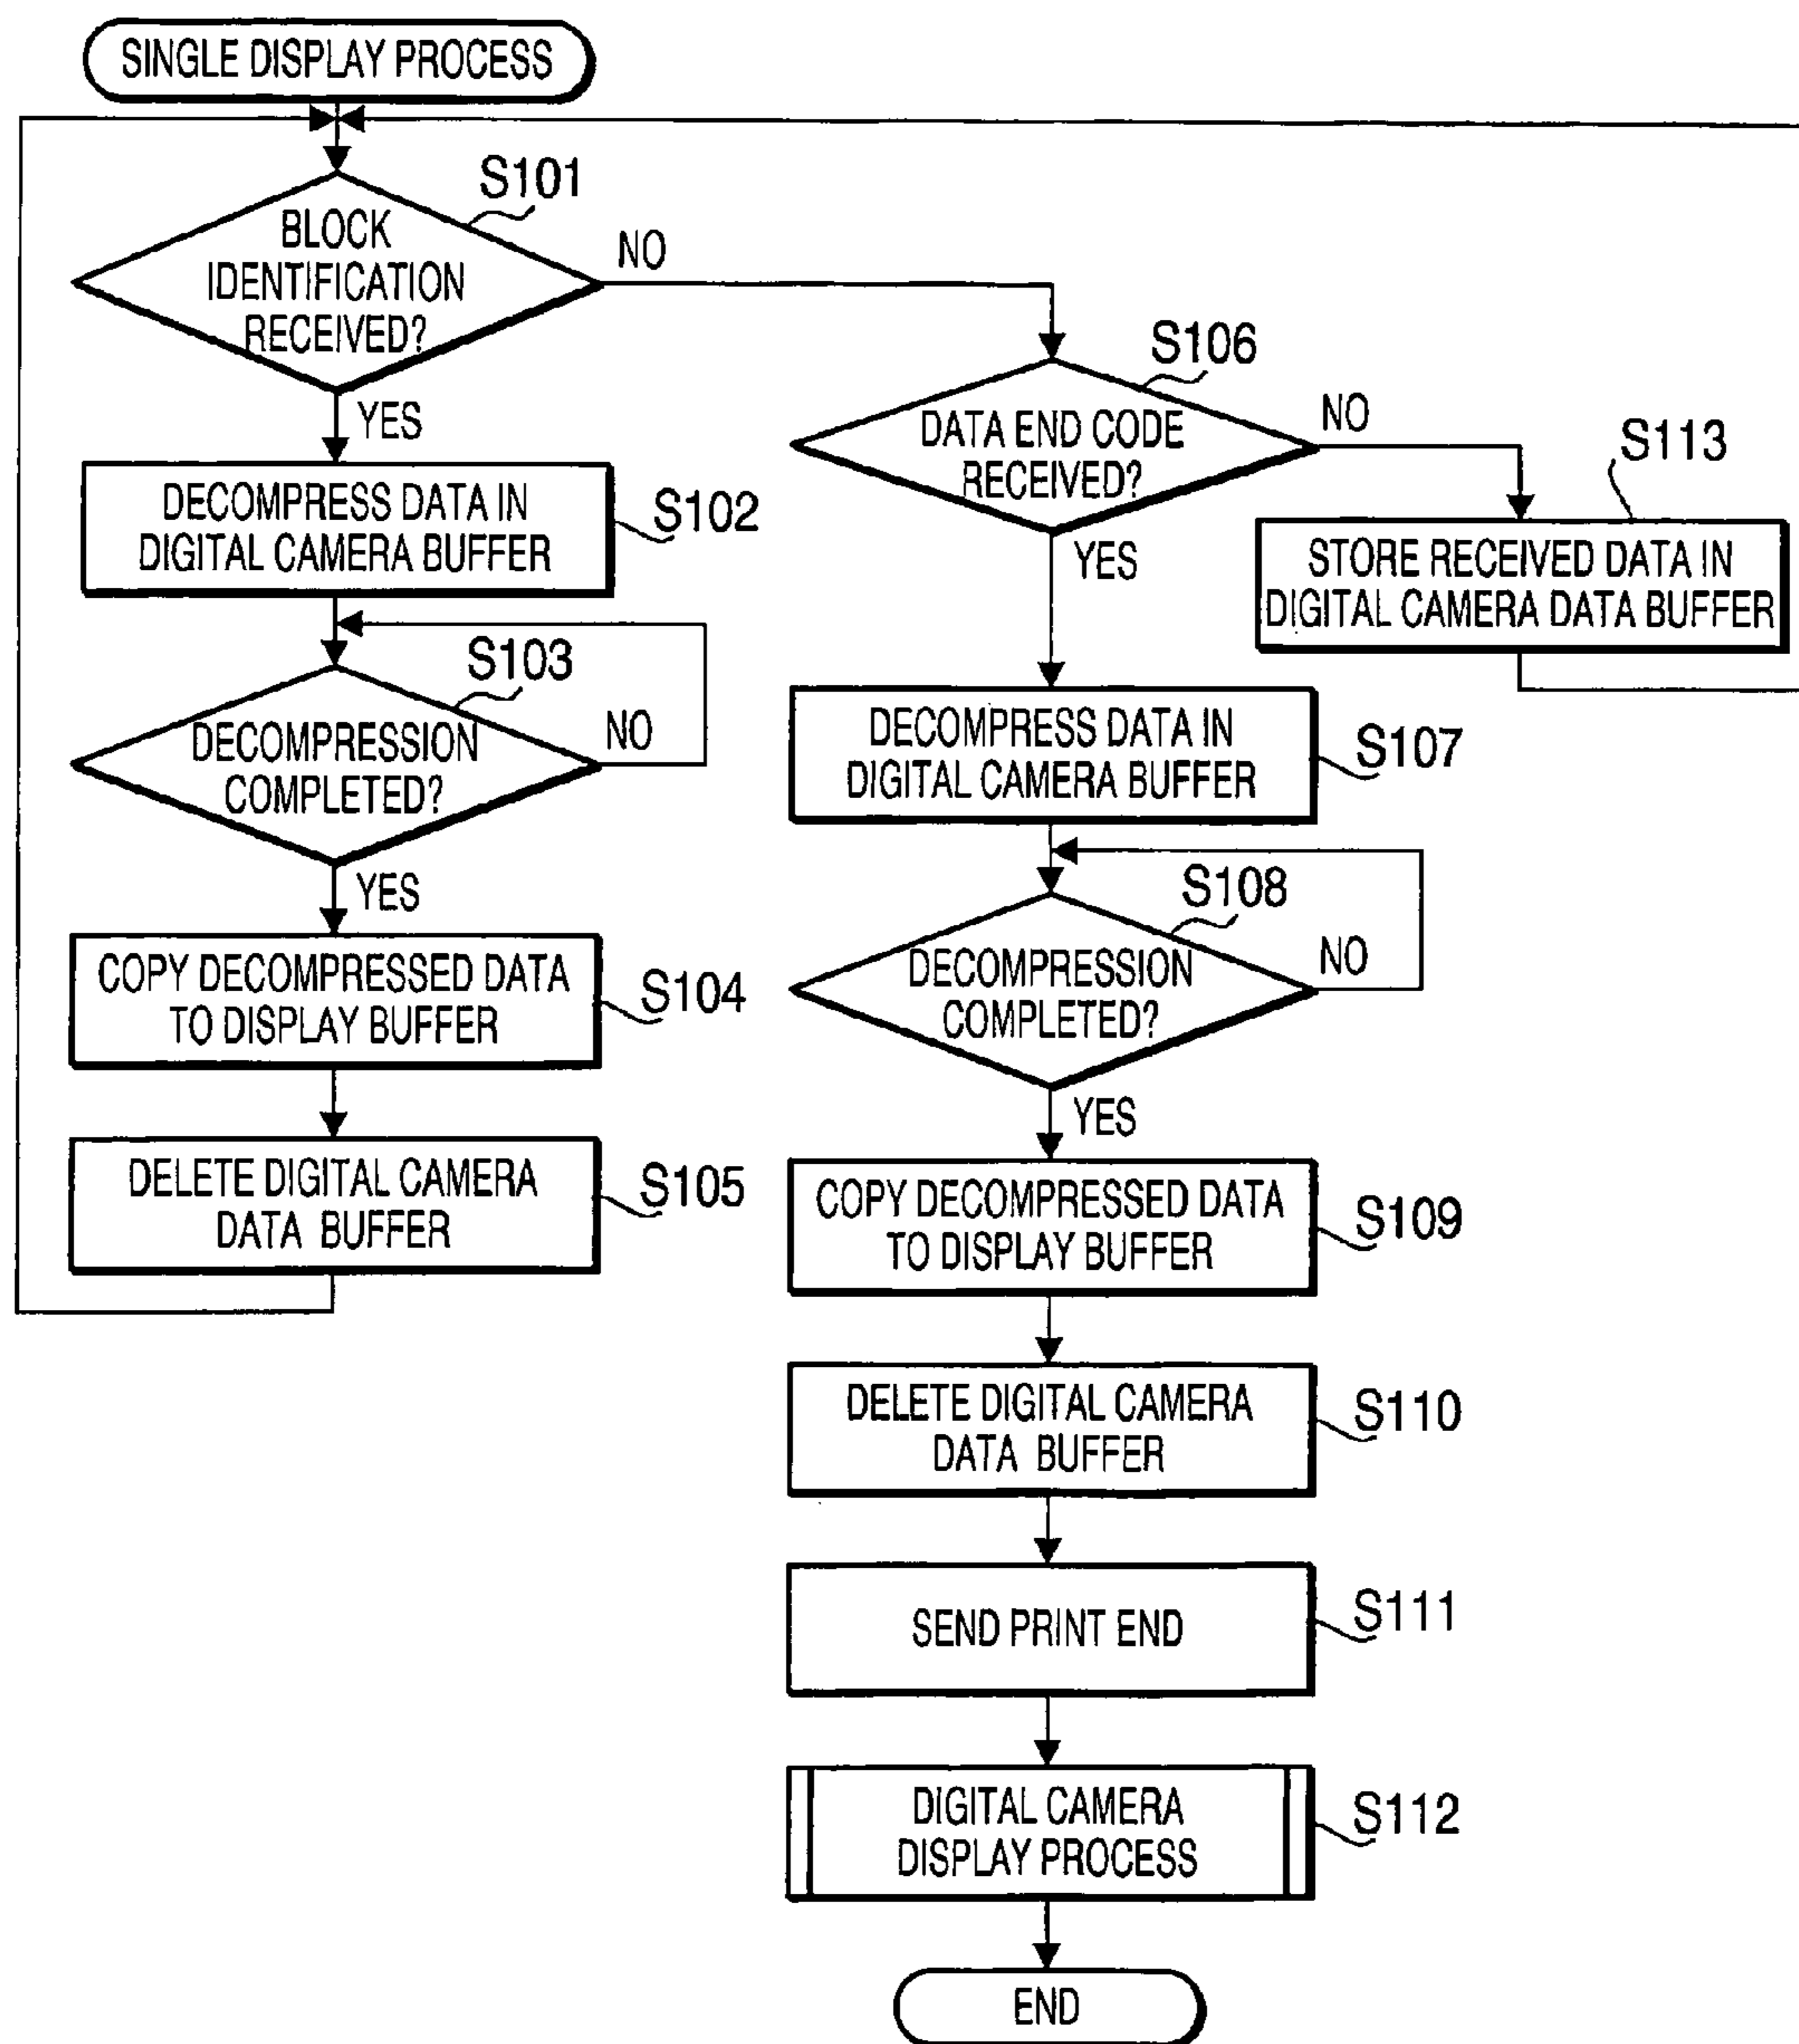 SINGLE DISPLAY PROCESS
S101
BLOCK
IDENTIFICATION
RECEIVED?
NO
YES
S102
DECOMPRESS DATA IN
DIGITAL CAMERA BUFFER
S103
DECOMPRESSION
COMPLETED?
NO
YES
S104
COPY DECOMPRESSED DATA
TO DISPLAY BUFFER
S105
DELETE DIGITAL CAMERA
DATA BUFFER
S106
DATA END CODE
RECEIVED?
NO
YES
S113
STORE RECEIVED DATA IN
DIGITAL CAMERA DATA BUFFER
S107
DECOMPRESS DATA IN
DIGITAL CAMERA BUFFER
S108
DECOMPRESSION
COMPLETED?
NO
YES
S109
COPY DECOMPRESSED DATA
TO DISPLAY BUFFER
S110
DELETE DIGITAL CAMERA
DATA BUFFER
S111
SEND PRINT END
S112
DIGITAL CAMERA
DISPLAY PROCESS
END